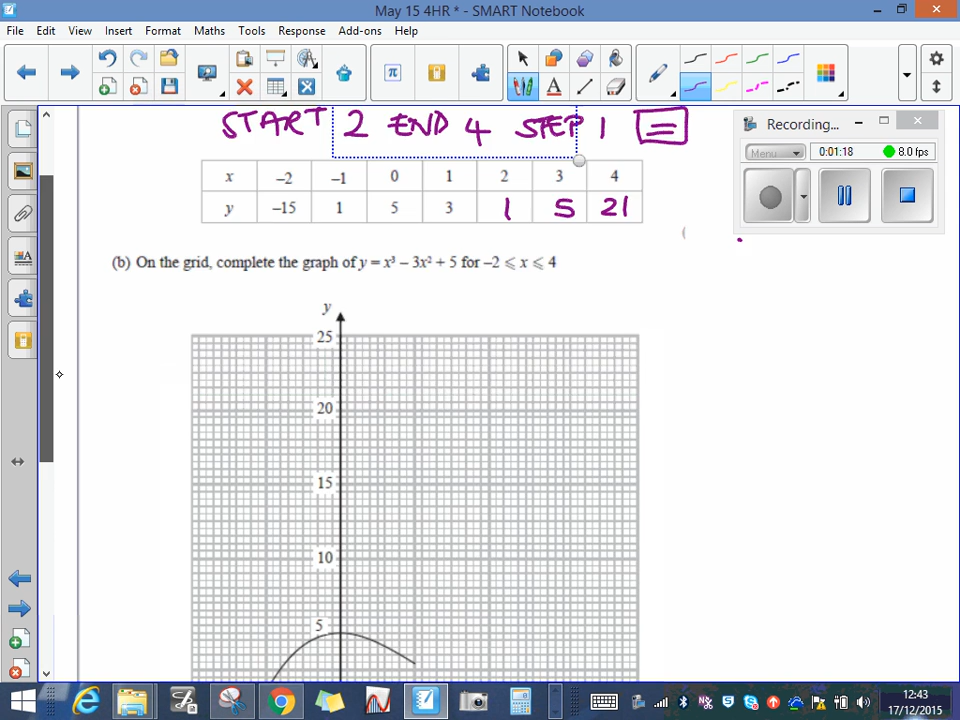 May 15 4HR * - SMART Notebook
File Edit View Insert Format Maths Tools Response Add-ons Help
START 2 END 4 STEP 1 =
Recording...
Menu 0:01:18 8.0 fps
x -2 -1 0 1 2 3 4
y -15 1 5 3 1 5 21
(
(b) On the grid, complete the graph of y = x³ – 3x² + 5 for –2 ⩽ x ⩽ 4
y
25
20
15
10
5
12:43
17/12/2015